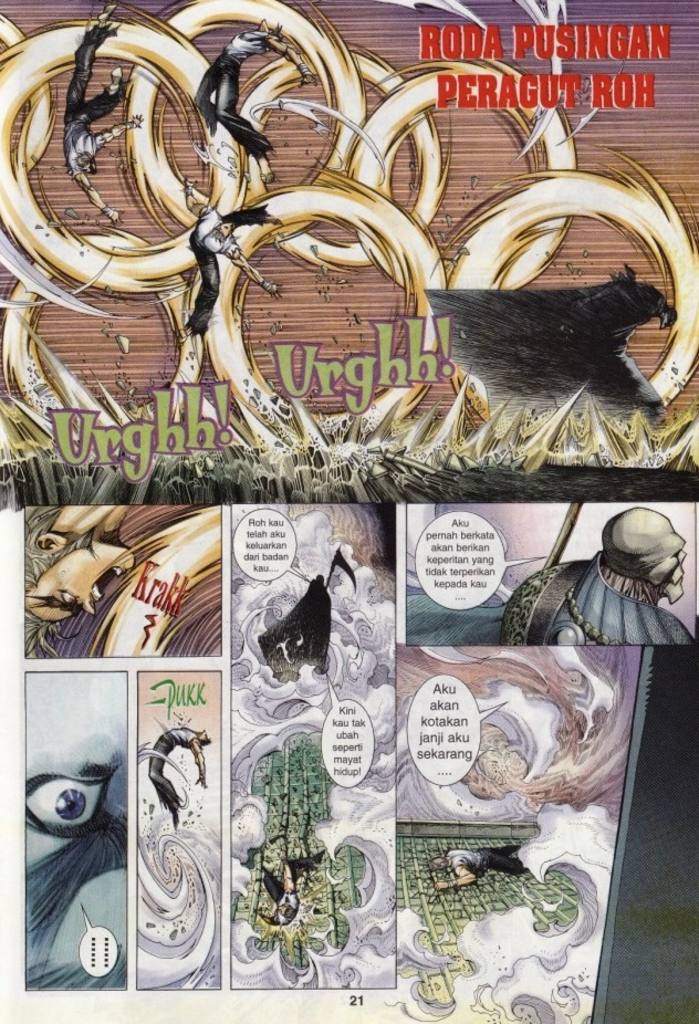 RODA PUSINGAN
PERAGUT ROH
Urghh!
Urghh!
Krakk
PUKK
....
Roh kau
telah aku
keluarkan
dari badan
kau....
Kini
kau tak
ubah
seperti
mayat
hidup!
Aku
pernah berkata
akan berikan
keperitan yang
tidak terperikan
kepada kau
....
Aku
akan
kotakan
janji aku
sekarang
....
21